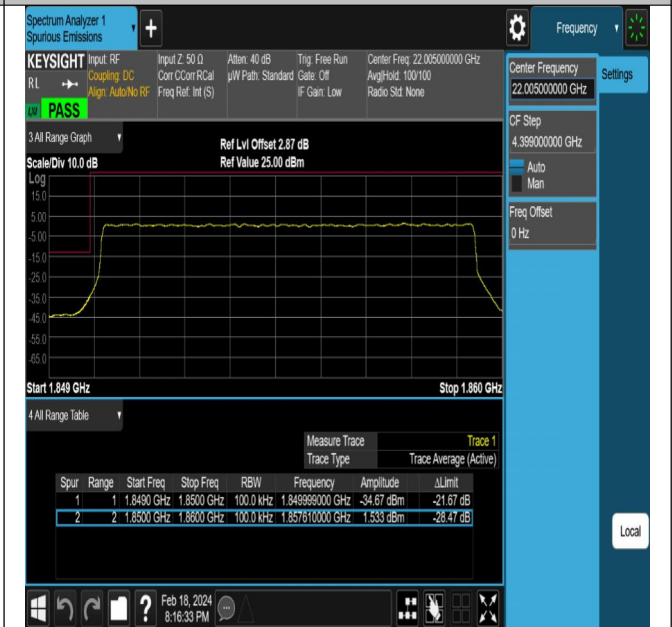 Spectrum Analyzer 1
Spurious Emissions
+
Frequency
KEYSIGHT Input: RF Input Z: 50 Ω Atten: 40 dB Trig: Free Run Center Freq: 22.005000000 GHz
RL Coupling: DC Corr CCorr RCal µW Path: Standard Gate: Off Avg|Hold: 100/100
Align: Auto/No RF Freq Ref: Int (S) IF Gain: Low Radio Std: None
PASS
Center Frequency
22.005000000 GHz
Settings
CF Step
4.399000000 GHz
Auto
Man
Freq Offset
0 Hz
3 All Range Graph
Ref Lvl Offset 2.87 dB
Scale/Div 10.0 dB Ref Value 25.00 dBm
Log
15.0
5.00
-5.00
-15.0
-25.0
-35.0
-45.0
-55.0
-65.0
Start 1.849 GHz Stop 1.860 GHz
4 All Range Table
Measure Trace Trace 1
Trace Type Trace Average (Active)
Spur Range Start Freq Stop Freq RBW Frequency Amplitude ΔLimit
1 1 1.8490 GHz 1.8500 GHz 100.0 kHz 1.849999000 GHz -34.67 dBm -21.67 dB
2 2 1.8500 GHz 1.8600 GHz 100.0 kHz 1.857610000 GHz 1.533 dBm -28.47 dB
Local
? Feb 18, 2024
8:16:33 PM